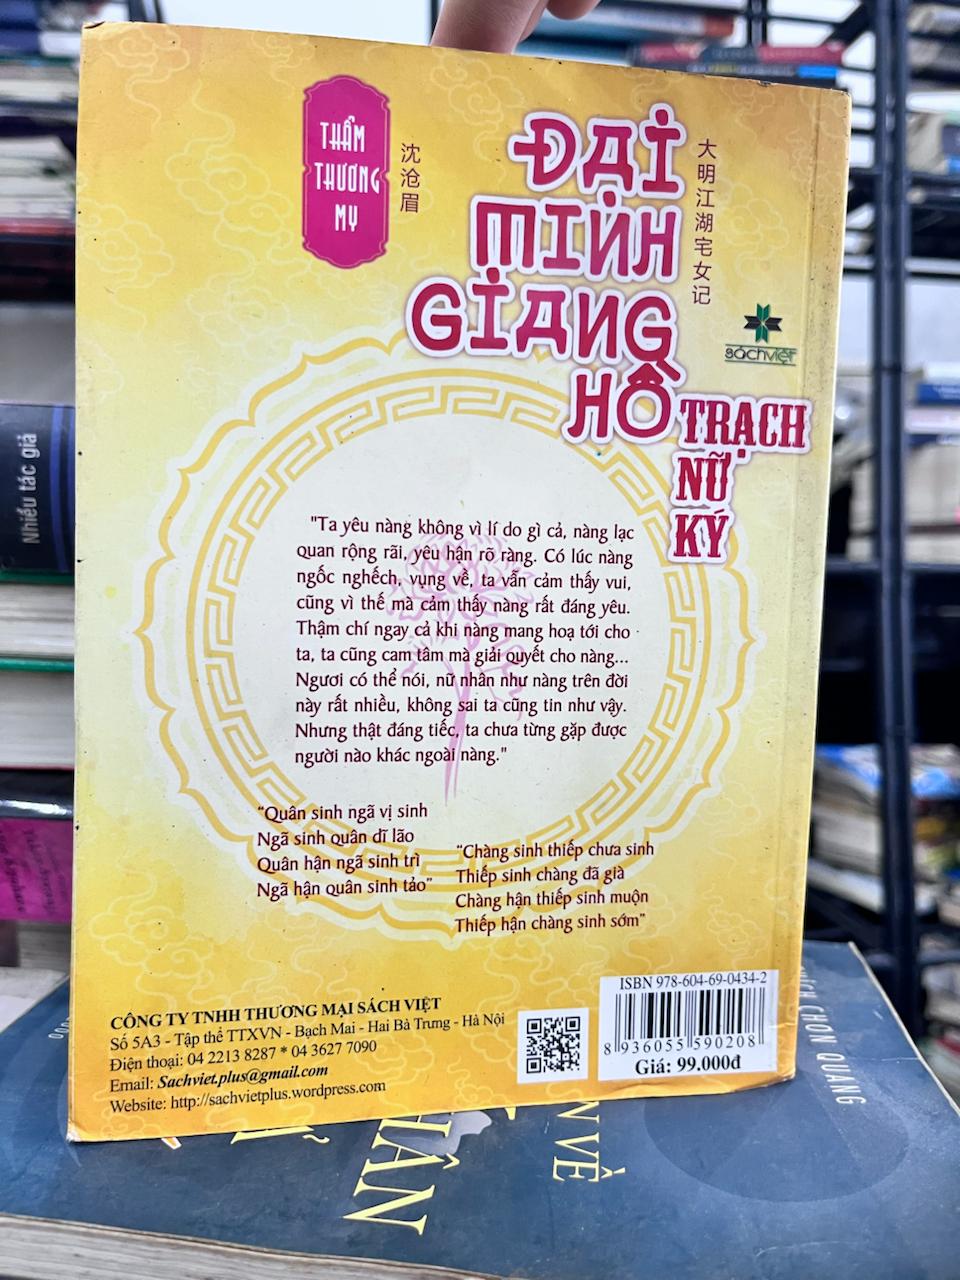 THẨM
THƯƠNG
MY
沈沧眉
ĐẠI
MINH
GIANG
HỒ
TRẠCH
NỮ
KÝ
大明江湖宅女记
sáchviệt
"Ta yêu nàng không vì lí do gì cả, nàng lạc
quan rộng rãi, yêu hận rõ ràng. Có lúc nàng
ngốc nghếch, vụng về, ta vẫn cảm thấy vui,
cũng vì thế mà cảm thấy nàng rất đáng yêu.
Thậm chí ngay cả khi nàng mang hoạ tới cho
ta, ta cũng cam tâm mà giải quyết cho nàng...
Ngươi có thể nói, nữ nhân như nàng trên đời
này rất nhiều, không sai ta cũng tin như vậy.
Nhưng thật đáng tiếc, ta chưa từng gặp được
người nào khác ngoài nàng."
"Quân sinh ngã vị sinh
Ngã sinh quân dĩ lão
Quân hận ngã sinh trì
Ngã hận quân sinh tảo"
"Chàng sinh thiếp chưa sinh
Thiếp sinh chàng đã già
Chàng hận thiếp sinh muộn
Thiếp hận chàng sinh sớm"
CÔNG TY TNHH THƯƠNG MẠI SÁCH VIỆT
Số 5A3 - Tập thể TTXVN - Bạch Mai - Hai Bà Trưng - Hà Nội
Điện thoại: 04 2213 8287 * 04 3627 7090
Email: Sachviet.plus@gmail.com
Website: http://sachvietplus.wordpress.com
ISBN 978-604-69-0434-2
8 936055 590208
Giá: 99.000đ
Nhiều tác giả
THÍCH CHƠN QUANG
VỀ